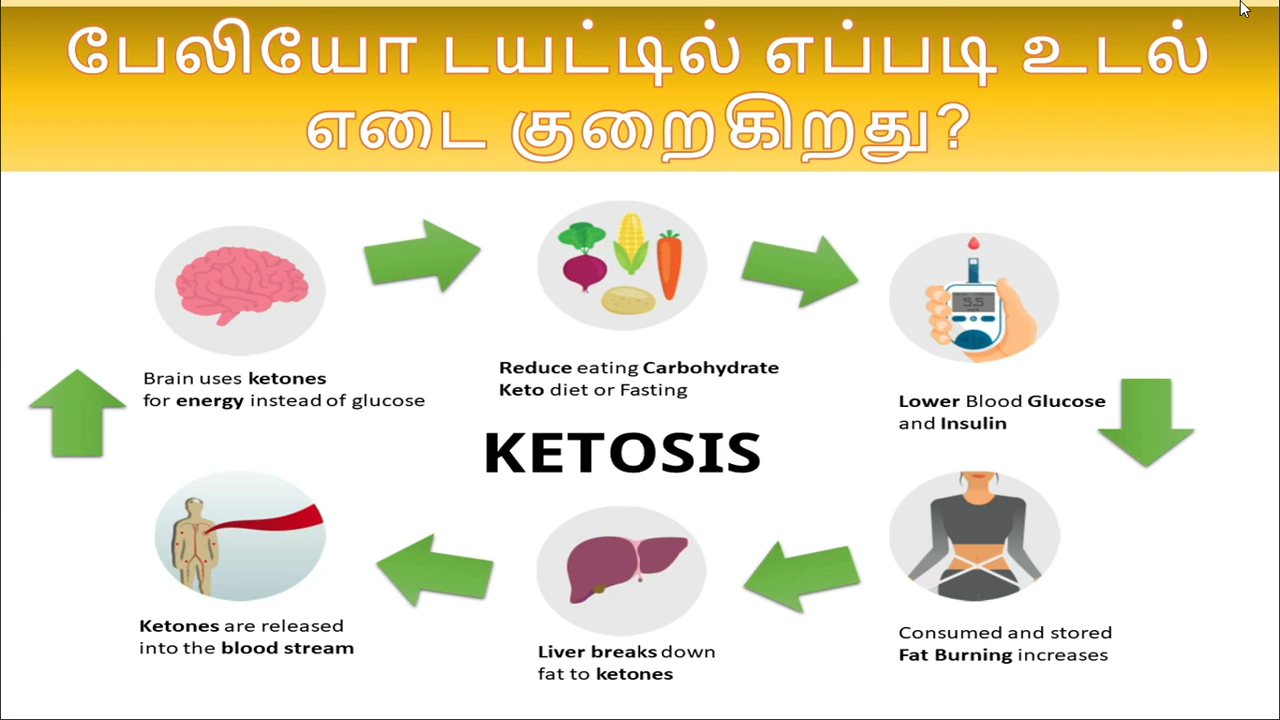 பேலியோ டயட்டில் எப்படி உடல்
எடை குறைகிறது?
Brain uses ketones
for energy instead of glucose
Reduce eating Carbohydrate
Keto diet or Fasting
5.5
Lower Blood Glucose
and Insulin
KETOSIS
Ketones are released
into the blood stream
Liver breaks down
fat to ketones
Consumed and stored
Fat Burning increases